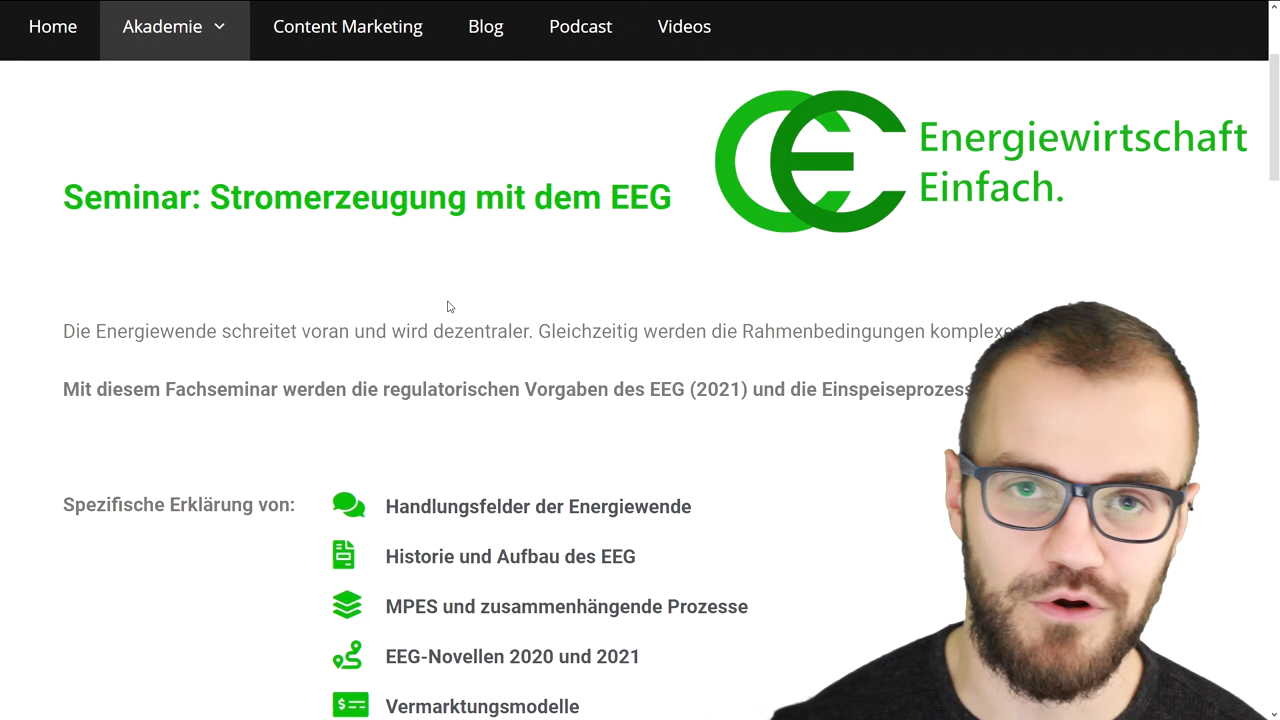 Home Akademie Content Marketing Blog Podcast Videos
Energiewirtschaft
Einfach.
Seminar: Stromerzeugung mit dem EEG
Die Energiewende schreitet voran und wird dezentraler. Gleichzeitig werden die Rahmenbedingungen
Mit diesem Fachseminar werden die regulatorischen Vorgaben des EEG (2021) und die
Spezifische Erklärung von:
Handlungsfelder der Energiewende
Historie und Aufbau des EEG
MPES und zusammenhängende Prozesse
EEG-Novellen 2020 und 2021
Vermarktungsmodelle